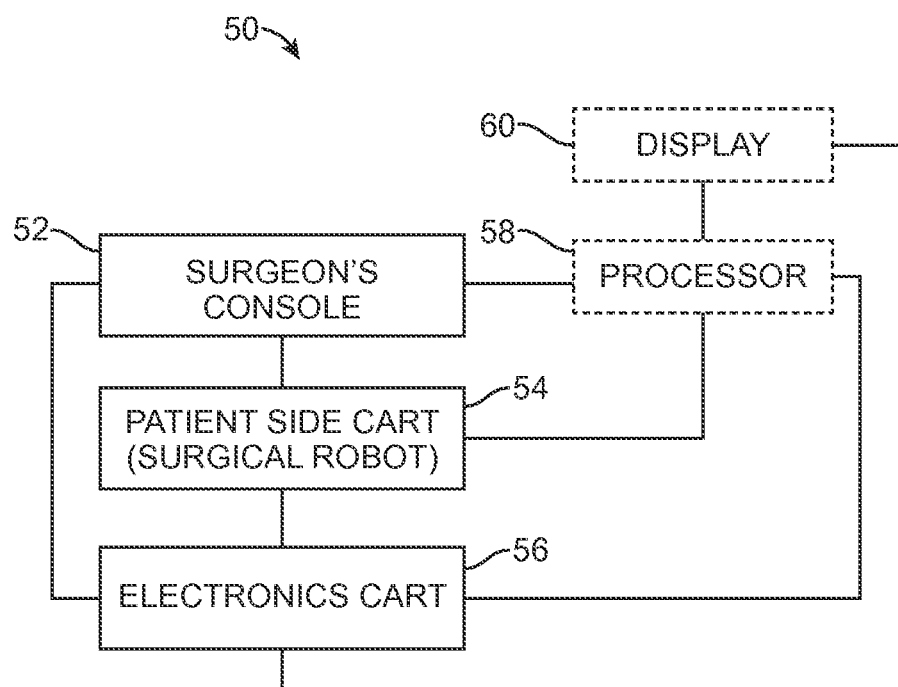 50
60
DISPLAY
52
58
SURGEON'S
CONSOLE
PROCESSOR
54
PATIENT SIDE CART
(SURGICAL ROBOT)
56
ELECTRONICS CART